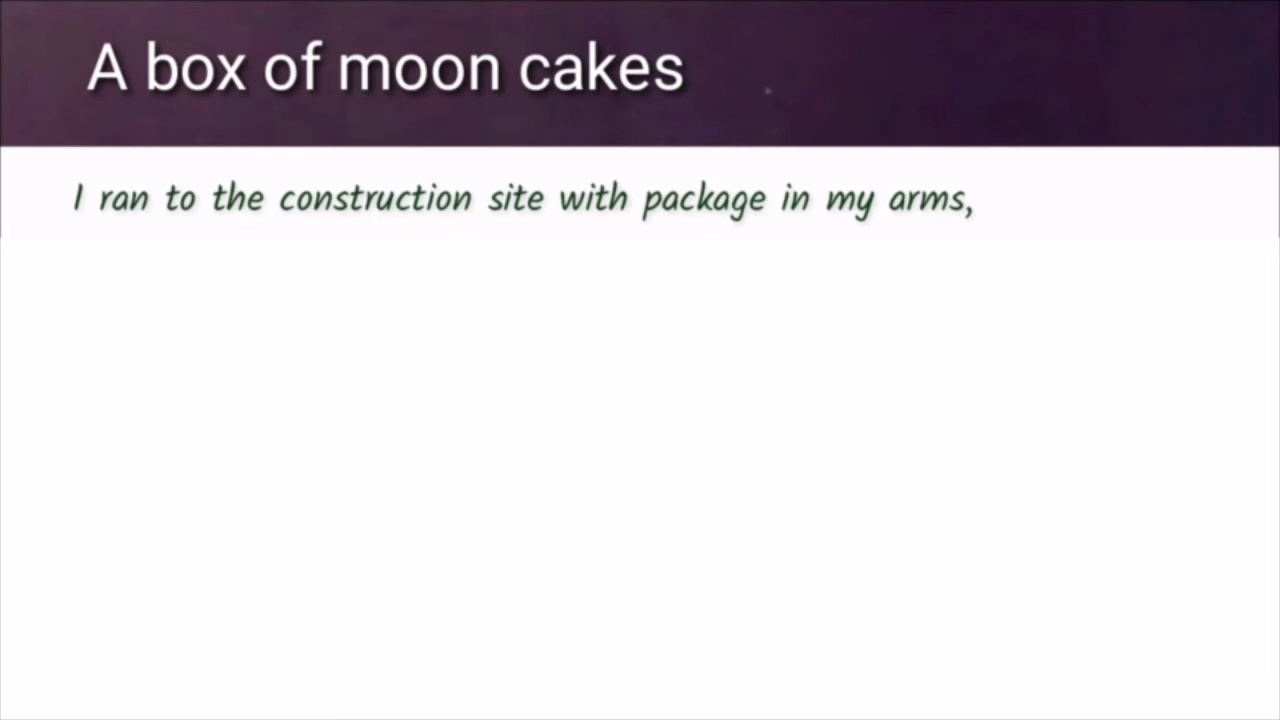 A box of moon cakes
I ran to the construction site with package in my arms,